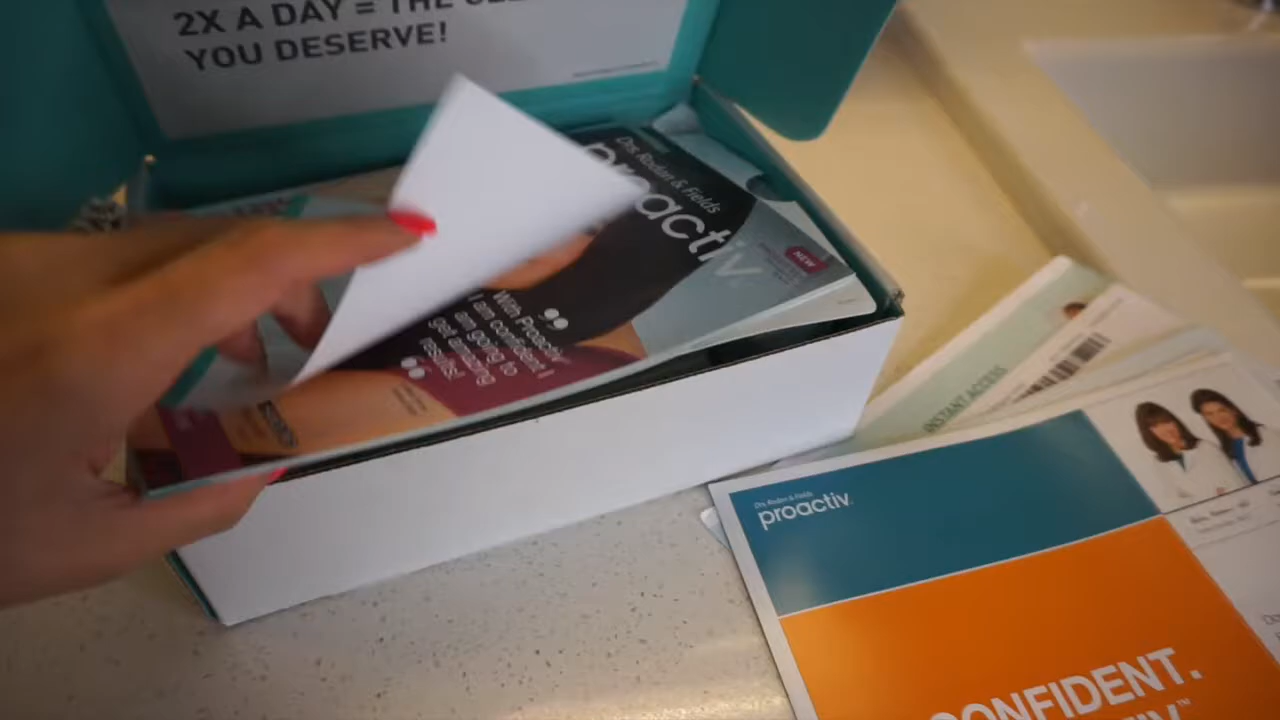 2X A DAY = THE
YOU DESERVE!
Drs. Rodan & Fields
proactiv
NEW
With Proactiv
I am confident I
am going to
get amazing
results!
INSTANT ACCESS
Drs. Rodan & Fields
proactiv
CONFIDENT.